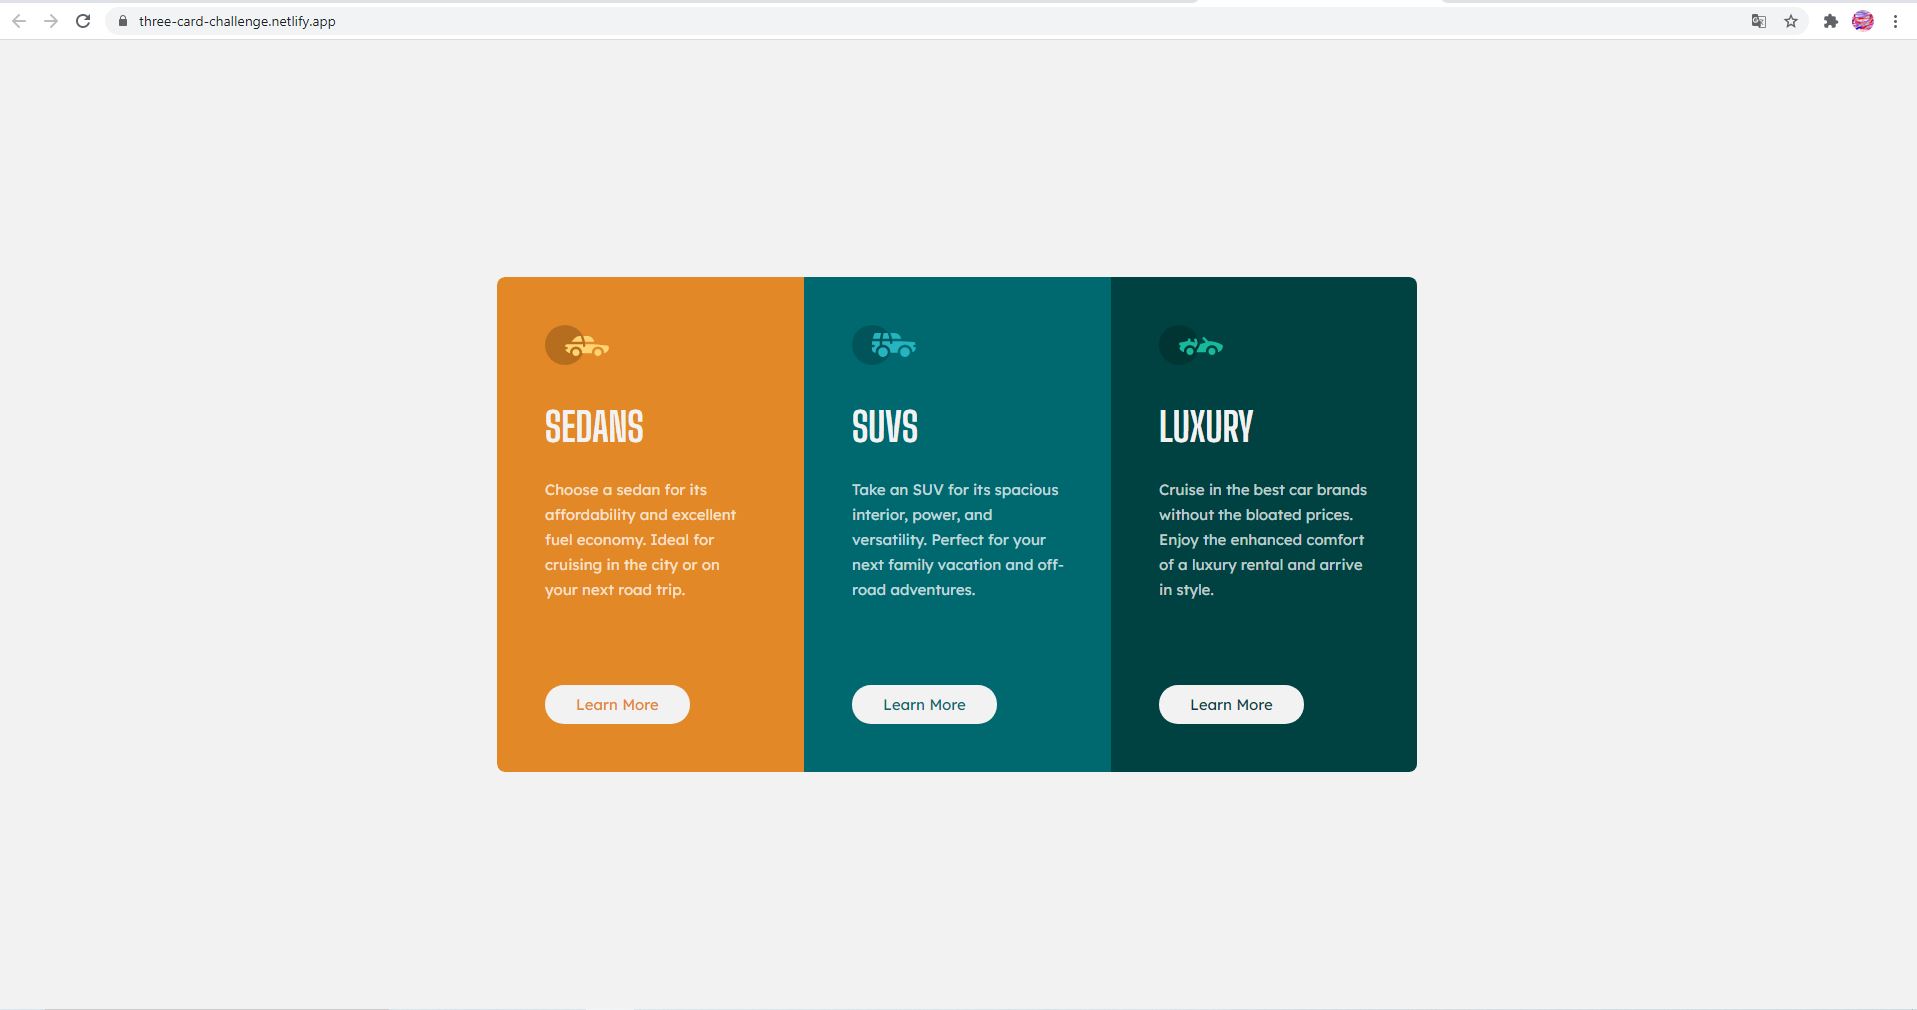 three-card-challenge.netlify.app
SEDANS
Choose a sedan for its
affordability and excellent
fuel economy. Ideal for
cruising in the city or on
your next road trip.
Learn More
SUVS
Take an SUV for its spacious
interior, power, and
versatility. Perfect for your
next family vacation and off-
road adventures.
Learn More
LUXURY
Cruise in the best car brands
without the bloated prices.
Enjoy the enhanced comfort
of a luxury rental and arrive
in style.
Learn More